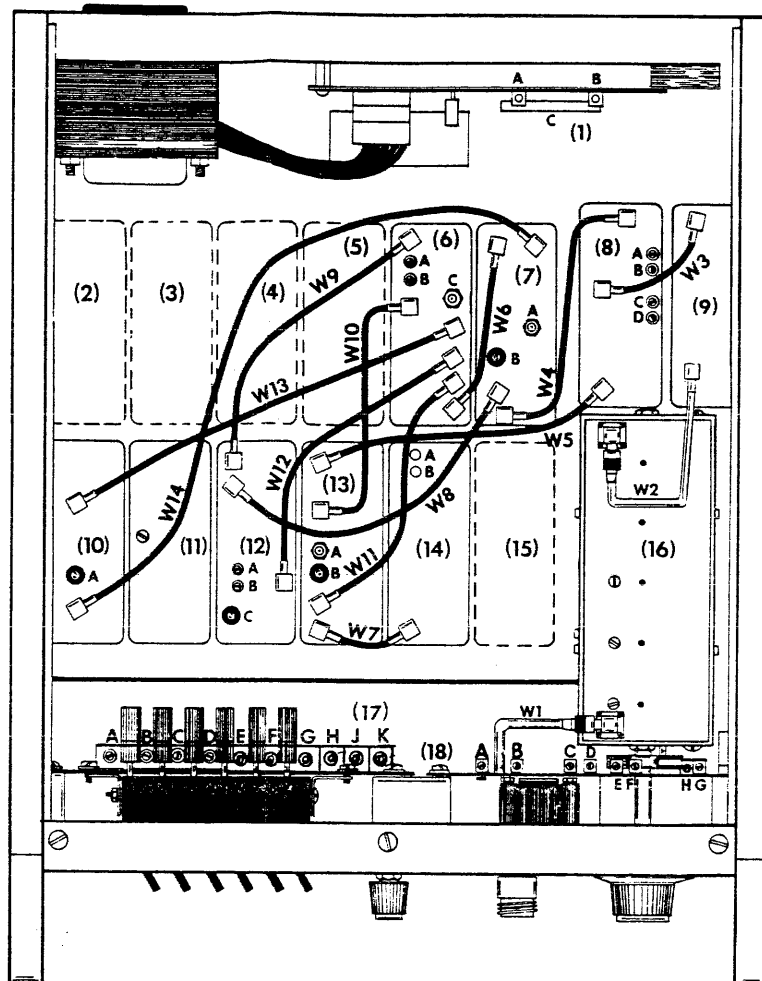 A B
C
(1)
(2) (3) (4) (5) (6) (7) (8) (9)
W9
A
B
C
A
B
A
B
C
D
W3
W10
W6
W4
W13
W5
W14
W12
(13)
W8
A
B
W2
(10)
A
(11)
(12)
A
B
C
A
B
W11
(14)
(15)
(16)
W7
W1
(17)
A B C D E F G H J K
(18)
A B C D E F H G